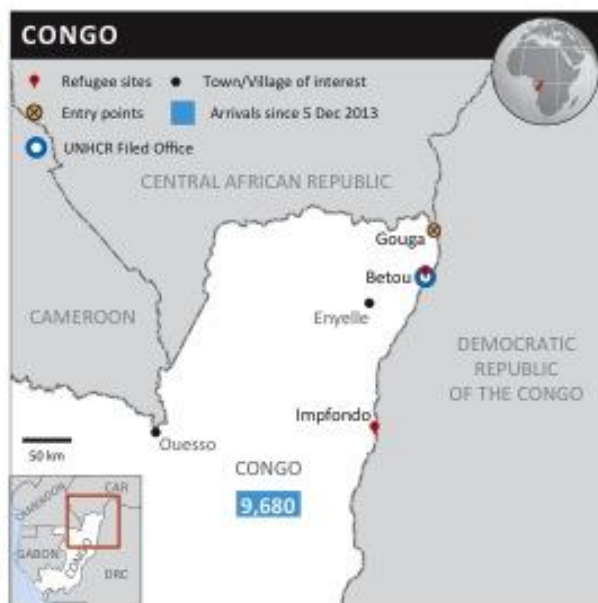 CONGO
Refugee sites
Town/Village of interest
Entry points
Arrivals since 5 Dec 2013
UNHCR Filed Office
CENTRAL AFRICAN REPUBLIC
Gouga
Betou
CAMEROON
Enyelle
DEMOCRATIC
REPUBLIC
OF THE CONGO
Impfondo
Ouesso
50 km
CONGO
9,680
CAMEROON
CAR
GABON
CONGO
DRC